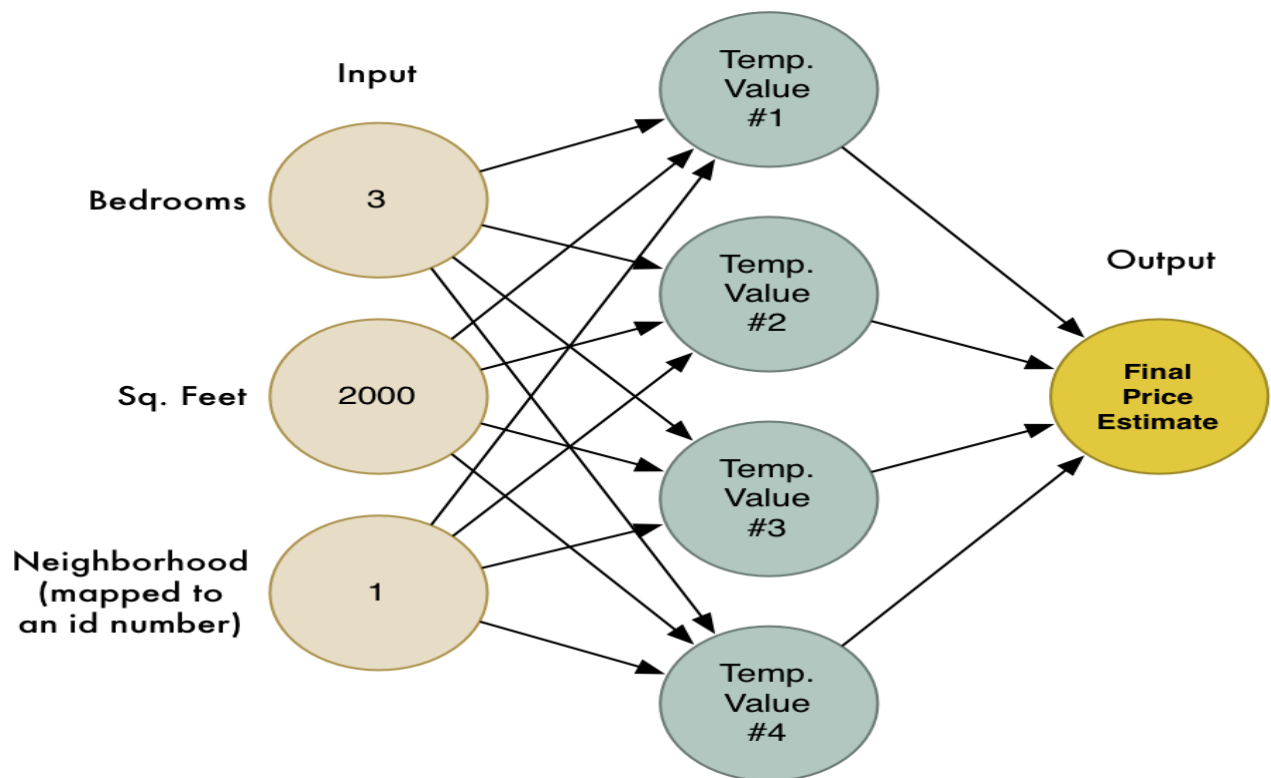 Input
Bedrooms
3
Sq. Feet
2000
Neighborhood
(mapped to
an id number)
1
Temp.
Value
#1
Temp.
Value
#2
Temp.
Value
#3
Temp.
Value
#4
Output
Final
Price
Estimate